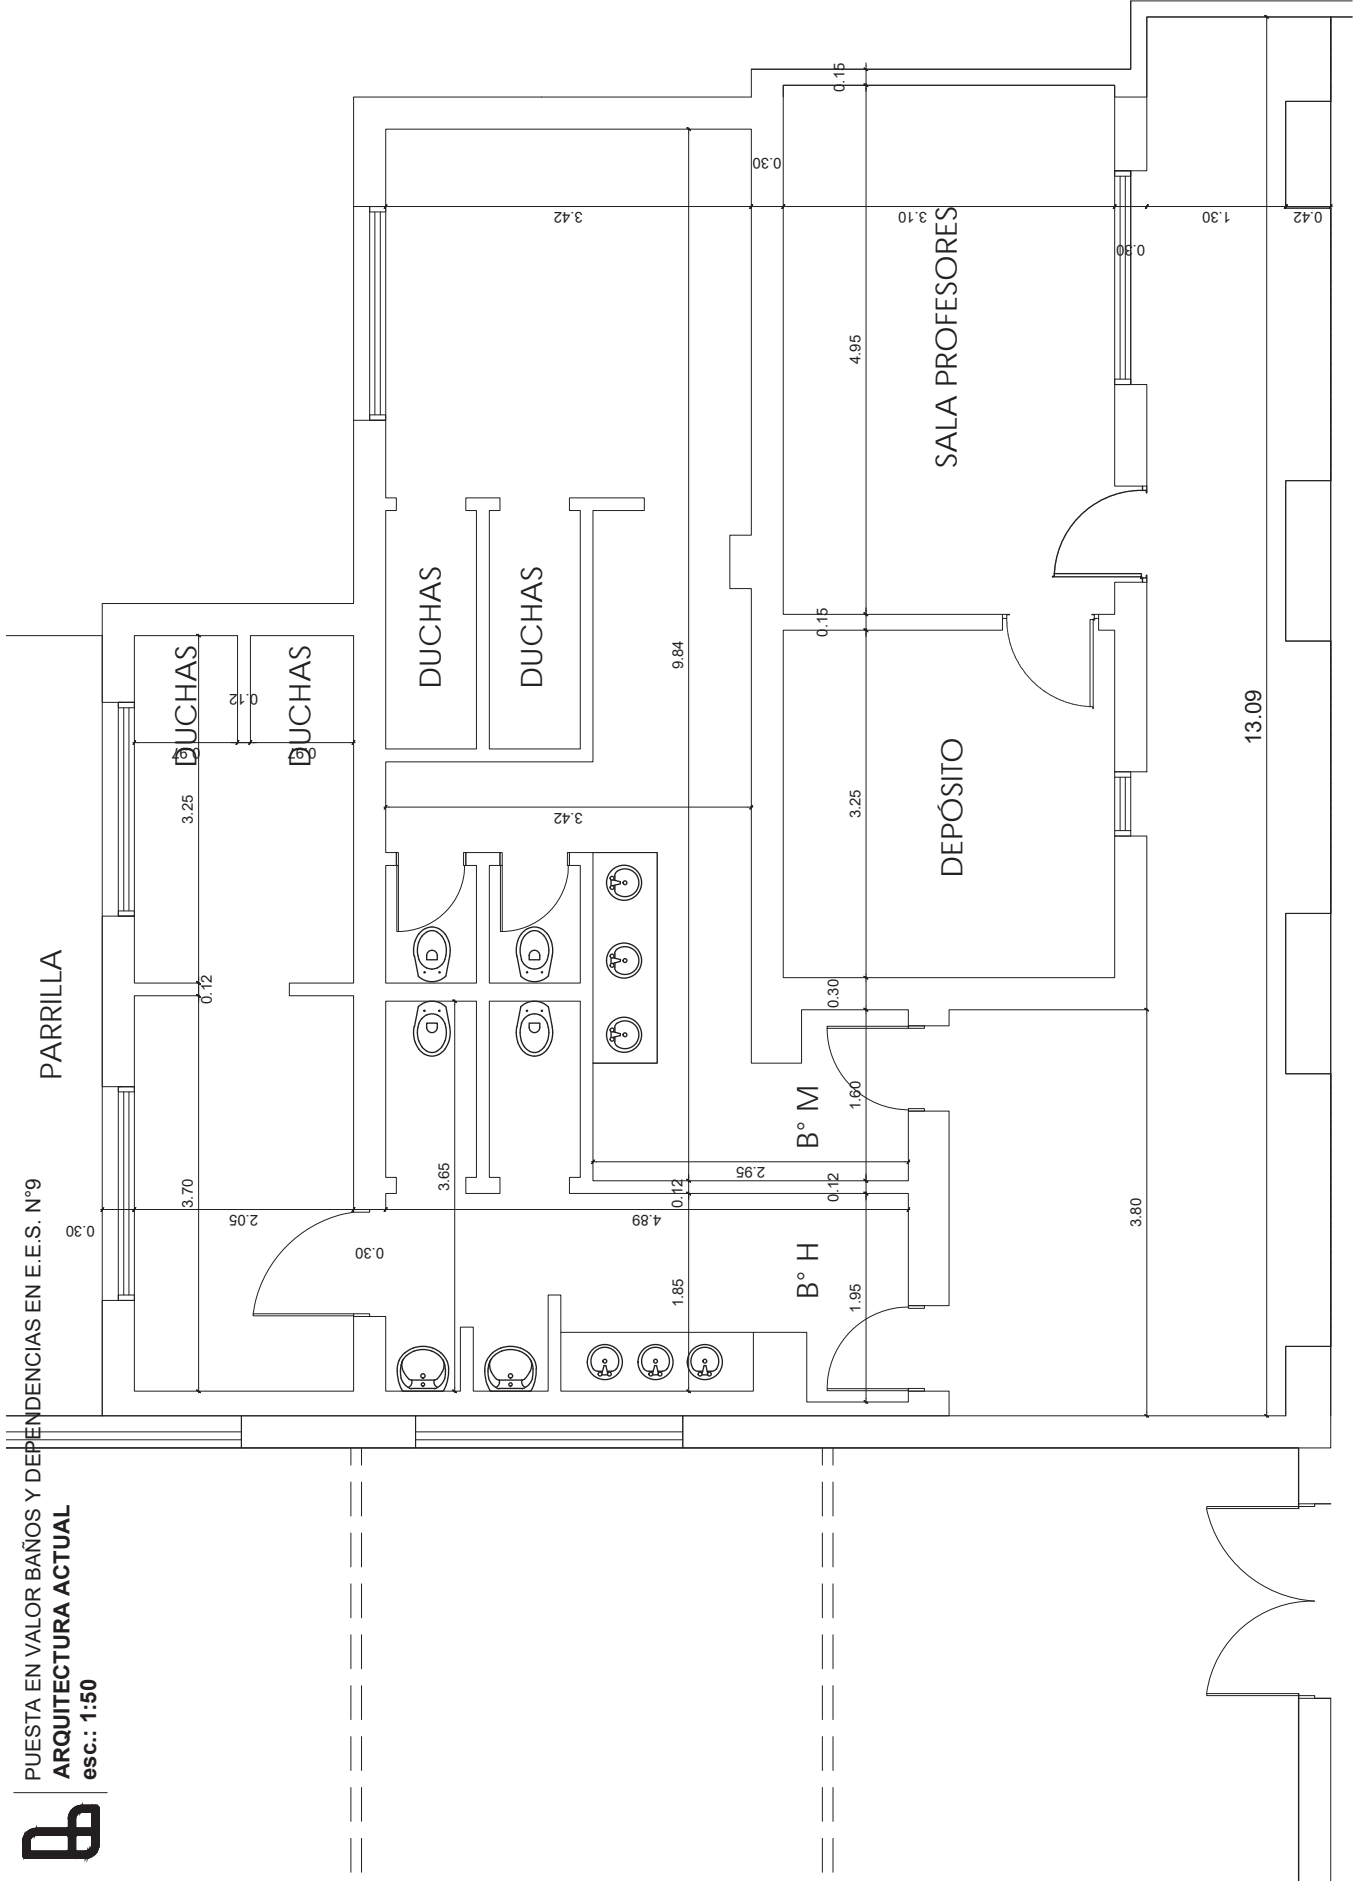 PUESTA EN VALOR BAÑOS Y DEPENDENCIAS EN E.E.S. N°9
ARQUITECTURA ACTUAL
esc.: 1:50
PARRILLA
0.30
3.70
0.12
3.25
DUCHAS
0.97
0.12
DUCHAS
0.97
2.05
0.30
3.65
DUCHAS
DUCHAS
3.42
3.42
4.89
1.85
0.12
9.84
2.95
0.30
B° H
B° M
1.95
0.12
1.60
0.30
3.25
0.15
4.95
0.15
DEPÓSITO
SALA PROFESORES
3.10
0.30
3.80
1.30
13.09
0.42